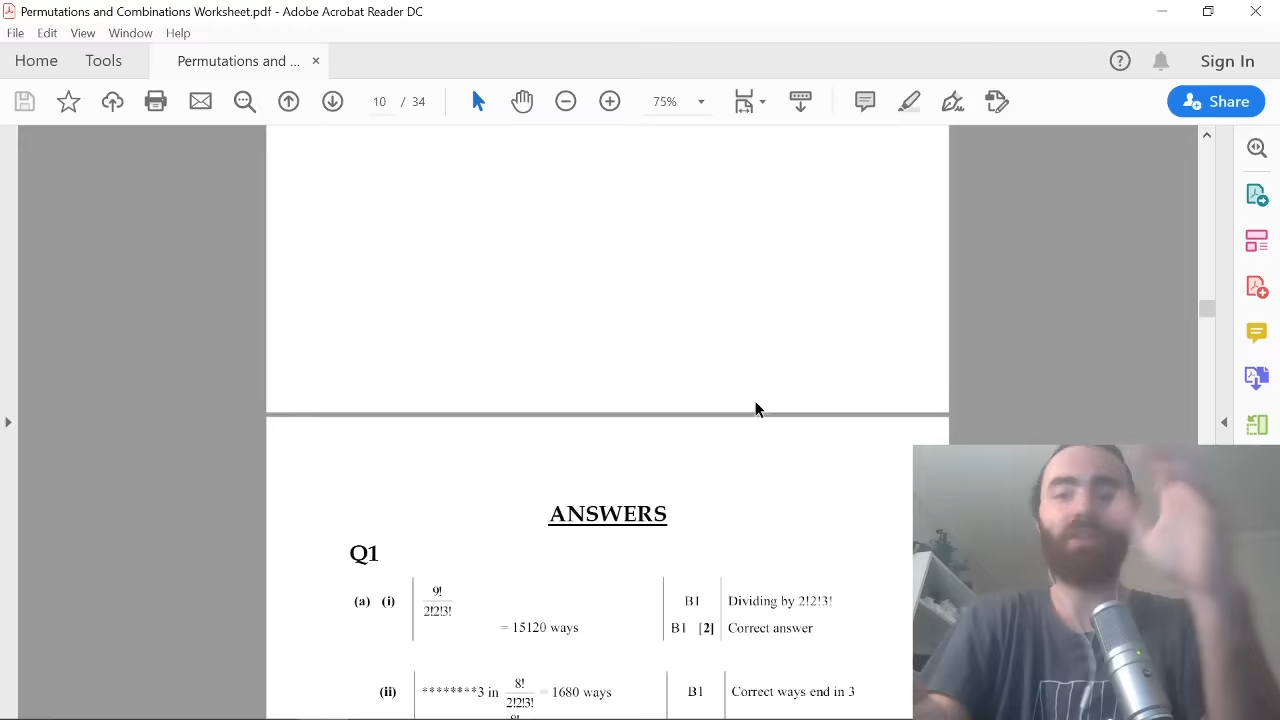 Permutations and Combinations Worksheet.pdf - Adobe Acrobat Reader DC
File Edit View Window Help
Home Tools Permutations and ... × Sign In
10 / 34 75% Share
ANSWERS
Q1
(a) (i) 9!
2!2!3! B1 Dividing by 2!2!3!
= 15120 ways B1 [2] Correct answer
(ii) ********3 in 8!
2!2!3! = 1680 ways B1 Correct ways end in 3